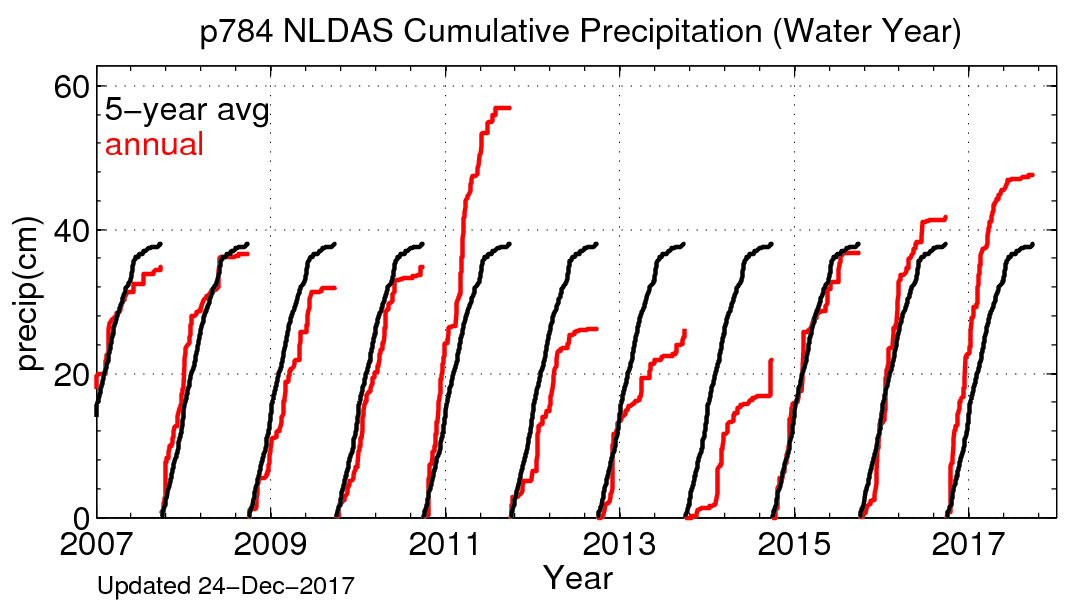 p784 NLDAS Cumulative Precipitation (Water Year)
60
5−year avg
annual
40
precip(cm)
20
0
2007 2009 2011 2013 2015 2017
Year
Updated 24−Dec−2017